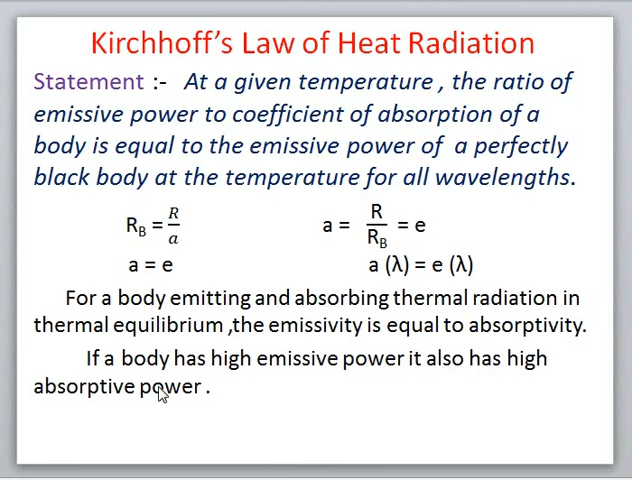 Kirchhoff's Law of Heat Radiation
Statement :- At a given temperature , the ratio of
emissive power to coefficient of absorption of a
body is equal to the emissive power of a perfectly
black body at the temperature for all wavelengths.
R_B = R/a a = R/R_B = e
a = e a (λ) = e (λ)
For a body emitting and absorbing thermal radiation in
thermal equilibrium ,the emissivity is equal to absorptivity.
If a body has high emissive power it also has high
absorptive power .